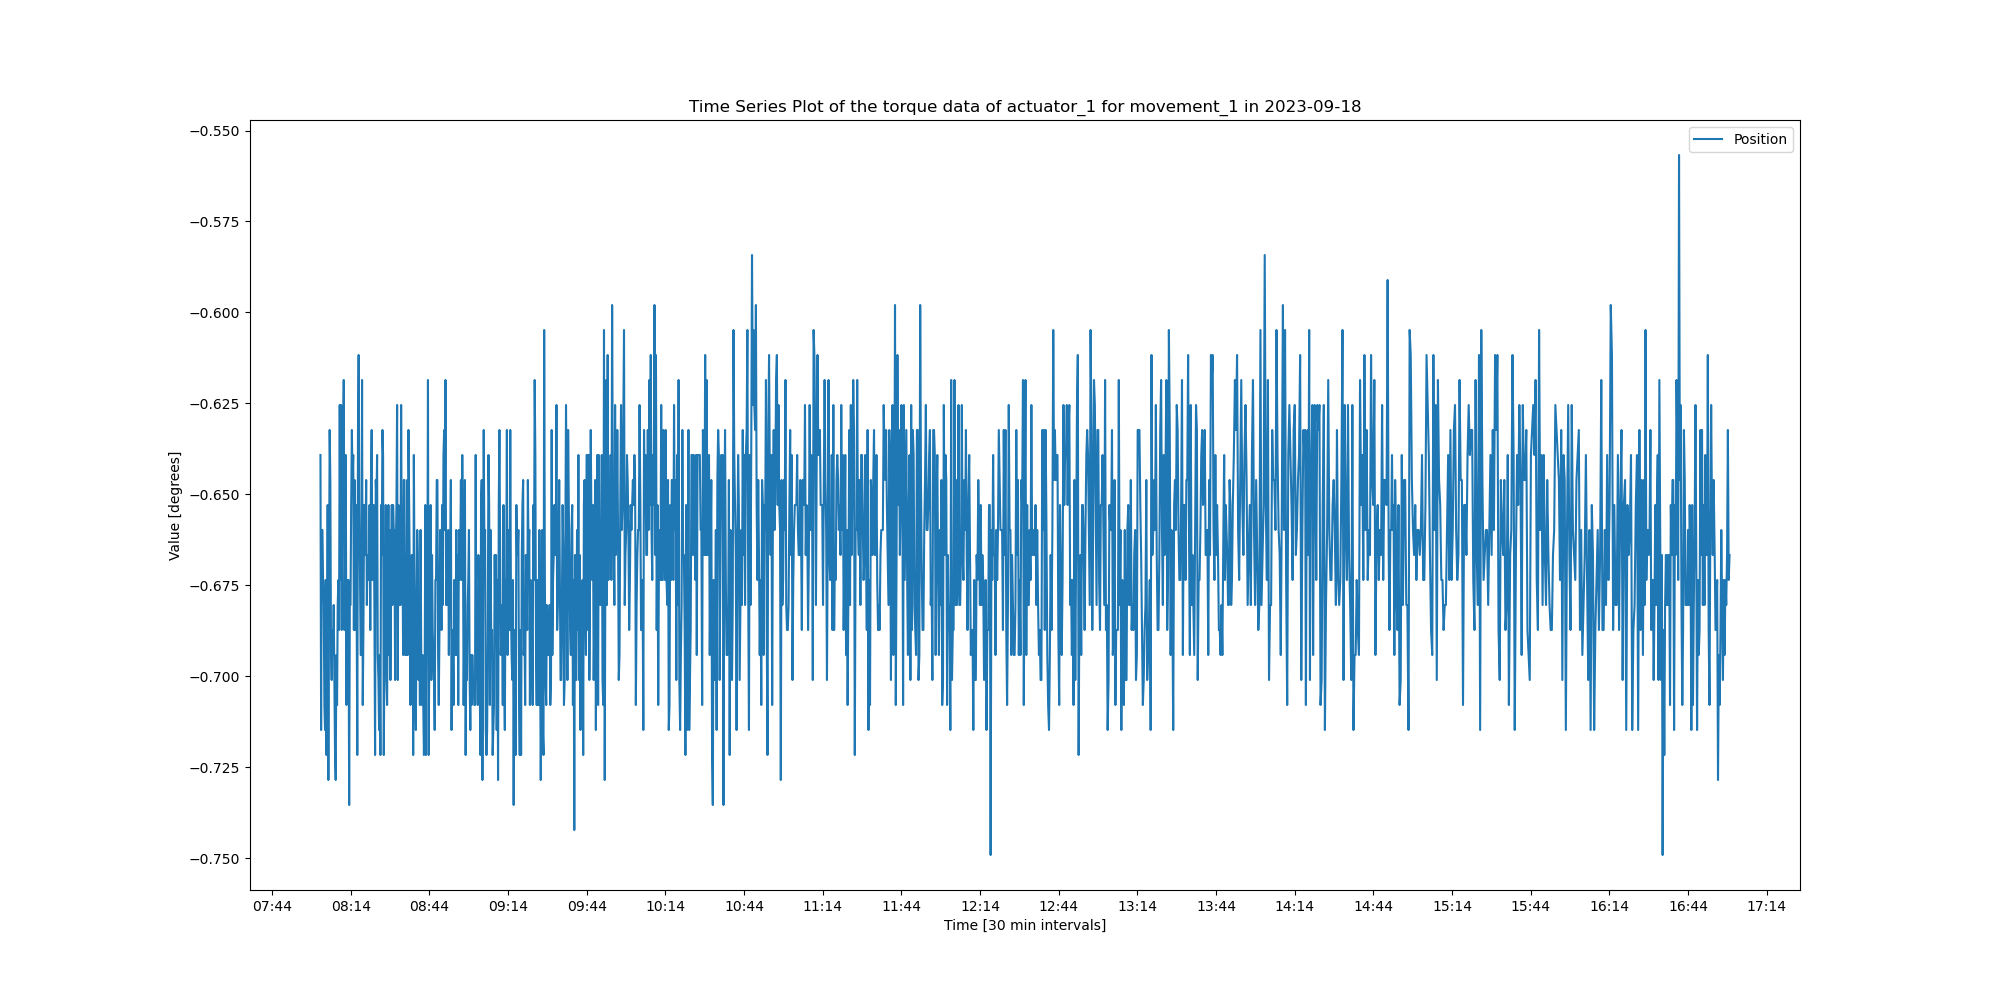 Time Series Plot of the torque data of actuator_1 for movement_1 in 2023-09-18
Position
Value [degrees]
−0.550
−0.575
−0.600
−0.625
−0.650
−0.675
−0.700
−0.725
−0.750
07:44 08:14 08:44 09:14 09:44 10:14 10:44 11:14 11:44 12:14 12:44 13:14 13:44 14:14 14:44 15:14 15:44 16:14 16:44 17:14
Time [30 min intervals]